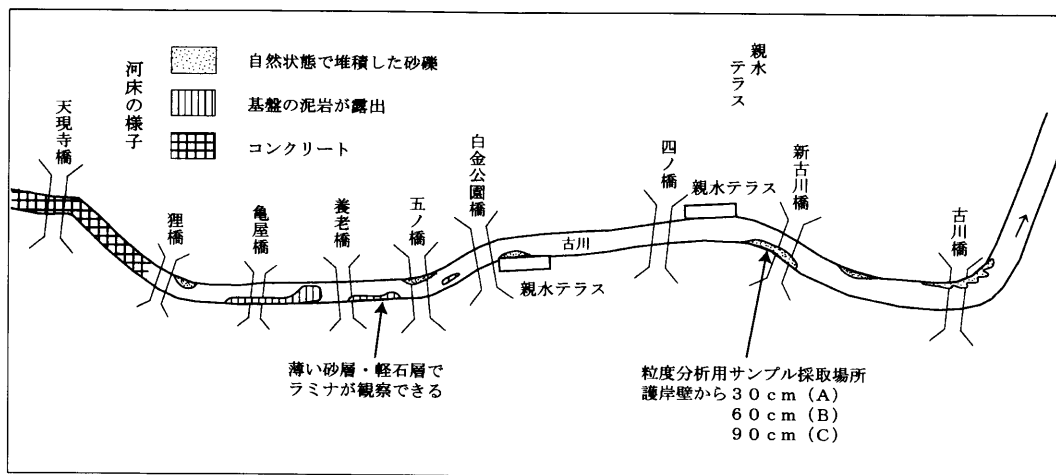 河床の様子
自然状態で堆積した砂礫
基盤の泥岩が露出
コンクリート
親水テラス
天現寺橋
狸橋
亀屋橋
養老橋
五ノ橋
白金公園橋
四ノ橋
親水テラス
新古川橋
古川橋
古川
親水テラス
薄い砂層・軽石層で
ラミナが観察できる
粒度分析用サンプル採取場所
護岸壁から30cm(A)
60cm(B)
90cm(C)